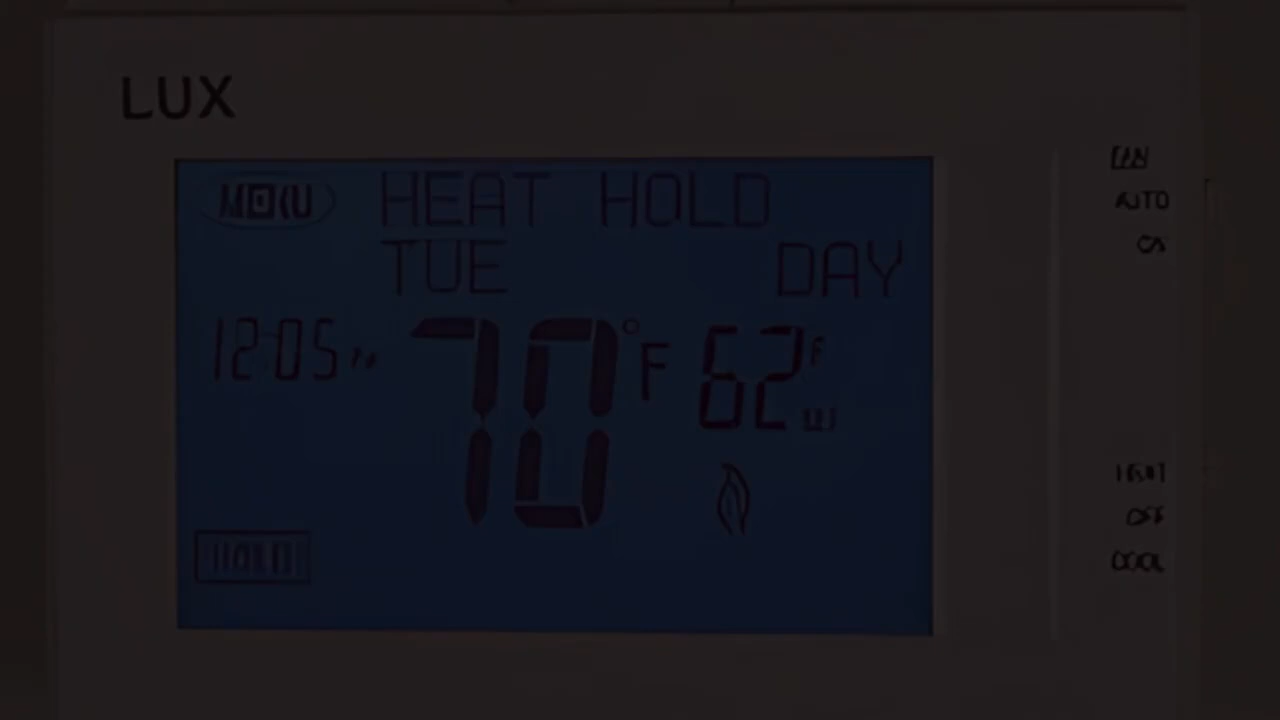 LUX
MENU HEAT HOLD
TUE DAY
12:05 70°F 62°F
HOLD
FAN
AUTO
ON
HEAT
OFF
COOL